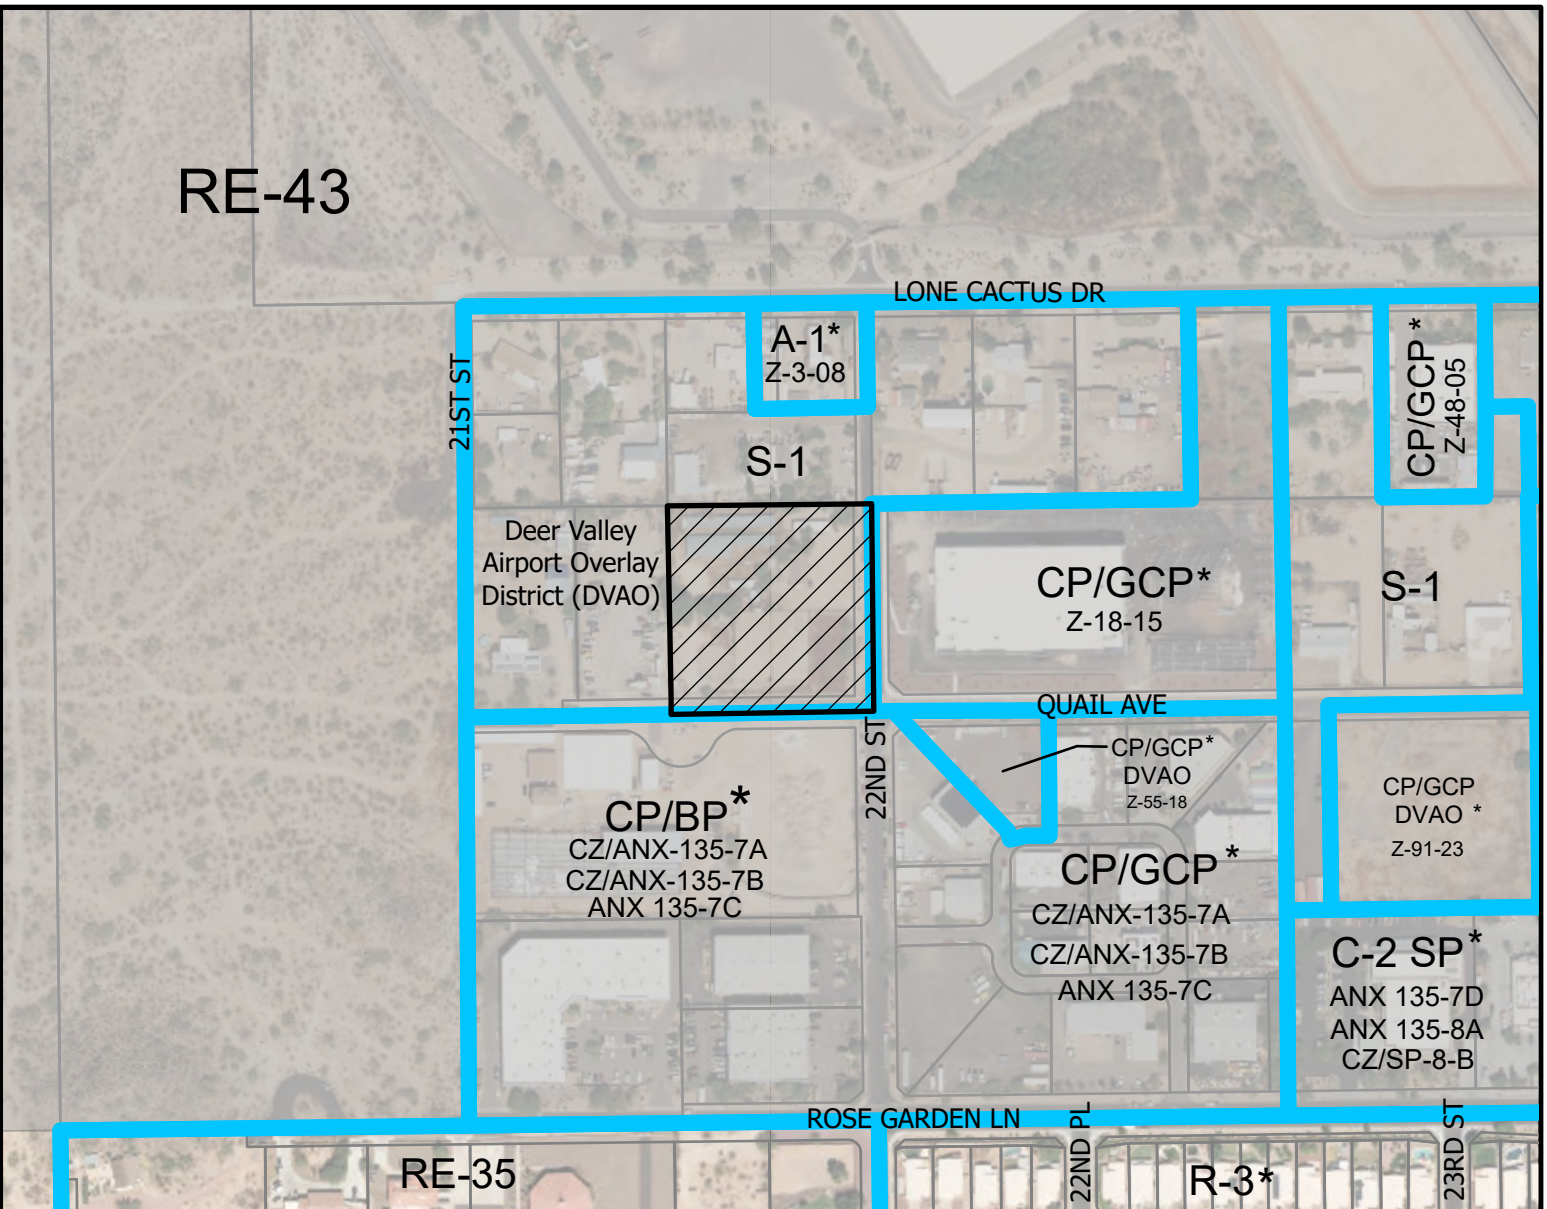 RE-43
LONE CACTUS DR
A-1*
Z-3-08
CP/GCP*
Z-48-05
21ST ST
S-1
Deer Valley
Airport Overlay
District (DVAO)
CP/GCP*
Z-18-15
S-1
QUAIL AVE
22ND ST
CP/GCP*
DVAO
Z-55-18
CP/GCP
DVAO *
Z-91-23
CP/BP*
CZ/ANX-135-7A
CZ/ANX-135-7B
ANX 135-7C
CP/GCP*
CZ/ANX-135-7A
CZ/ANX-135-7B
ANX 135-7C
C-2 SP*
ANX 135-7D
ANX 135-8A
CZ/SP-8-B
ROSE GARDEN LN
22ND PL
23RD ST
RE-35
R-3*